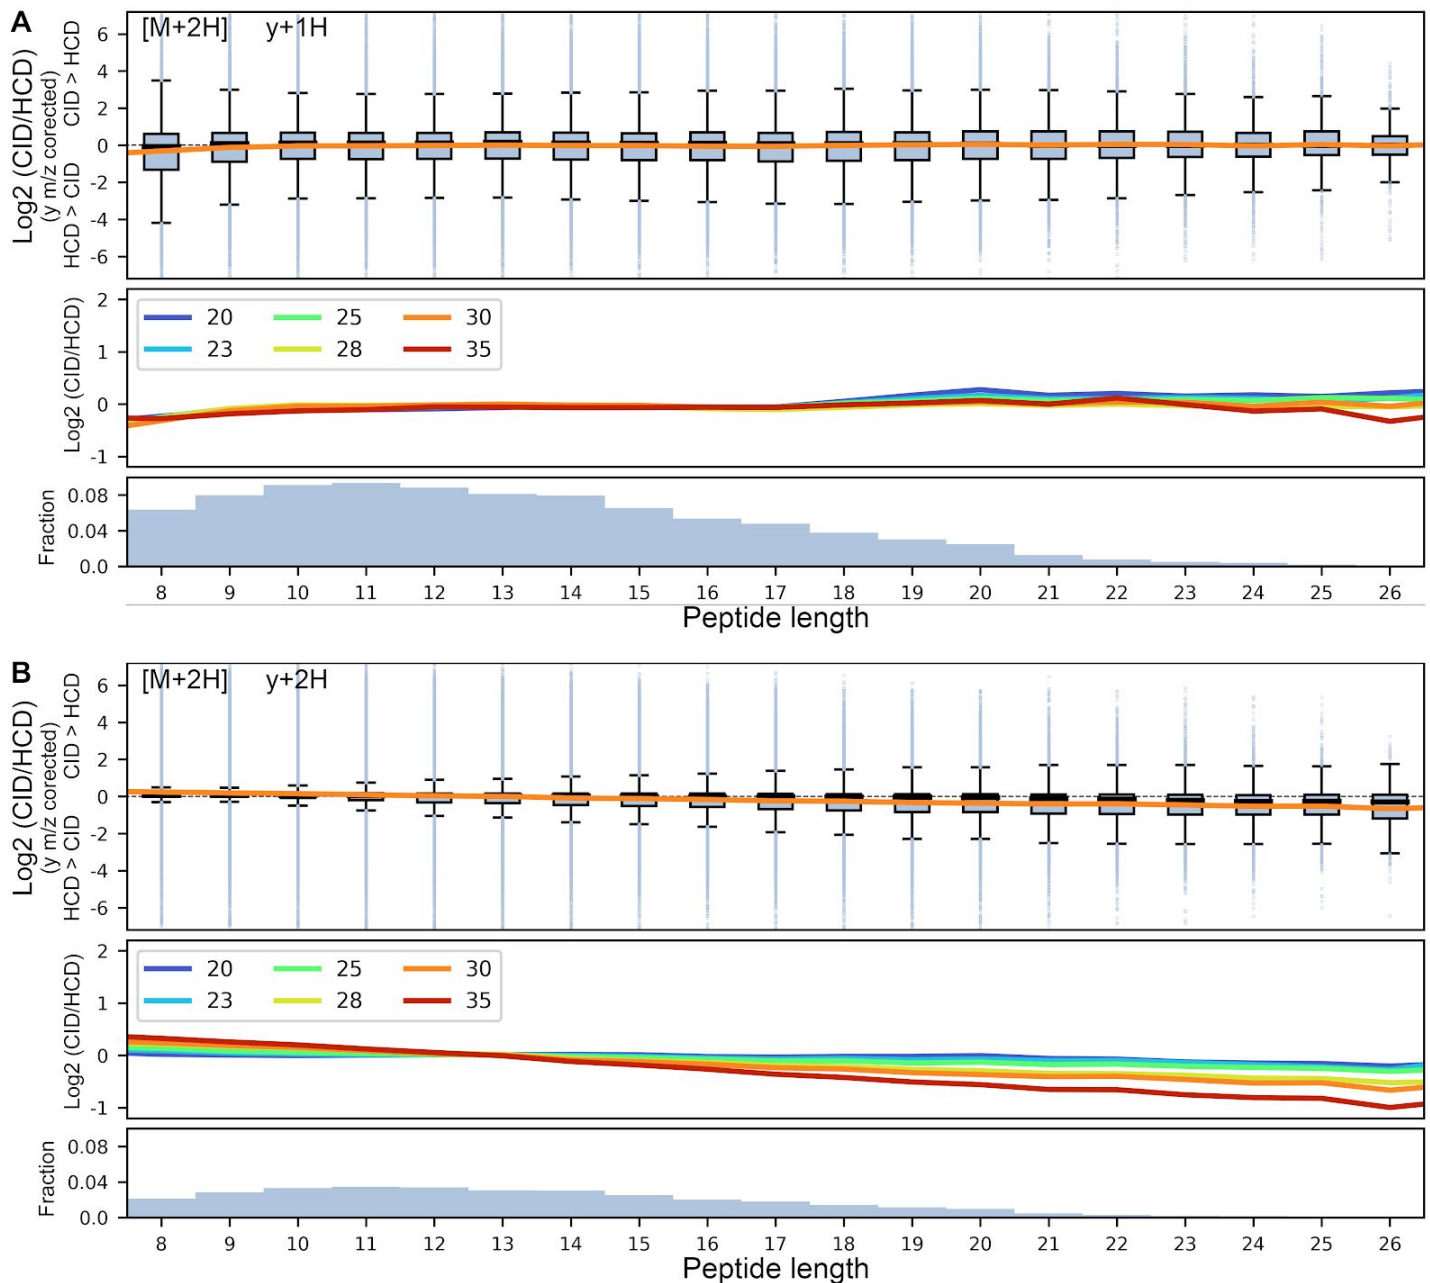 A
[M+2H] y+1H
Log2 (CID/HCD)
(y m/z corected)
HCD > CID CID > HCD
6
4
2
0
-2
-4
-6
Log2 (CID/HCD)
2
1
0
-1
20 25 30
23 28 35
Fraction
0.08
0.04
0.0
8 9 10 11 12 13 14 15 16 17 18 19 20 21 22 23 24 25 26
Peptide length
B
[M+2H] y+2H
Log2 (CID/HCD)
(y m/z corected)
HCD > CID CID > HCD
6
4
2
0
-2
-4
-6
Log2 (CID/HCD)
2
1
0
-1
20 25 30
23 28 35
Fraction
0.08
0.04
0.0
8 9 10 11 12 13 14 15 16 17 18 19 20 21 22 23 24 25 26
Peptide length